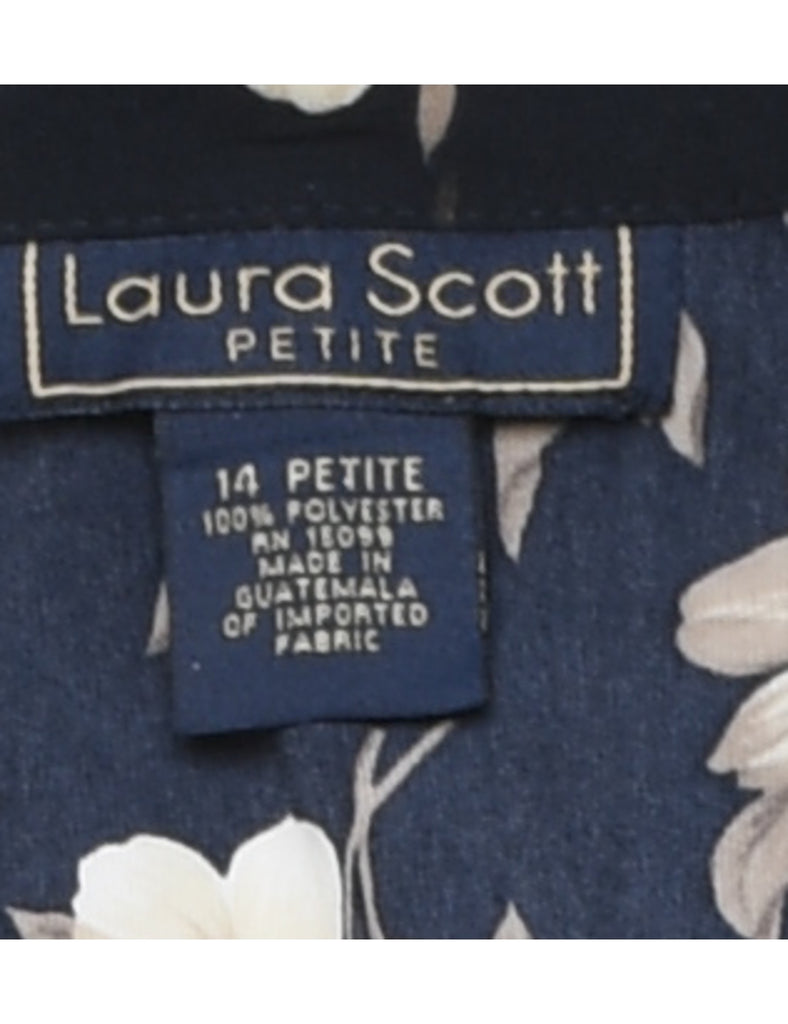 Laura Scott
PETITE
14 PETITE
100% POLYESTER
RN 15099
MADE IN
GUATEMALA
OF IMPORTED
FABRIC